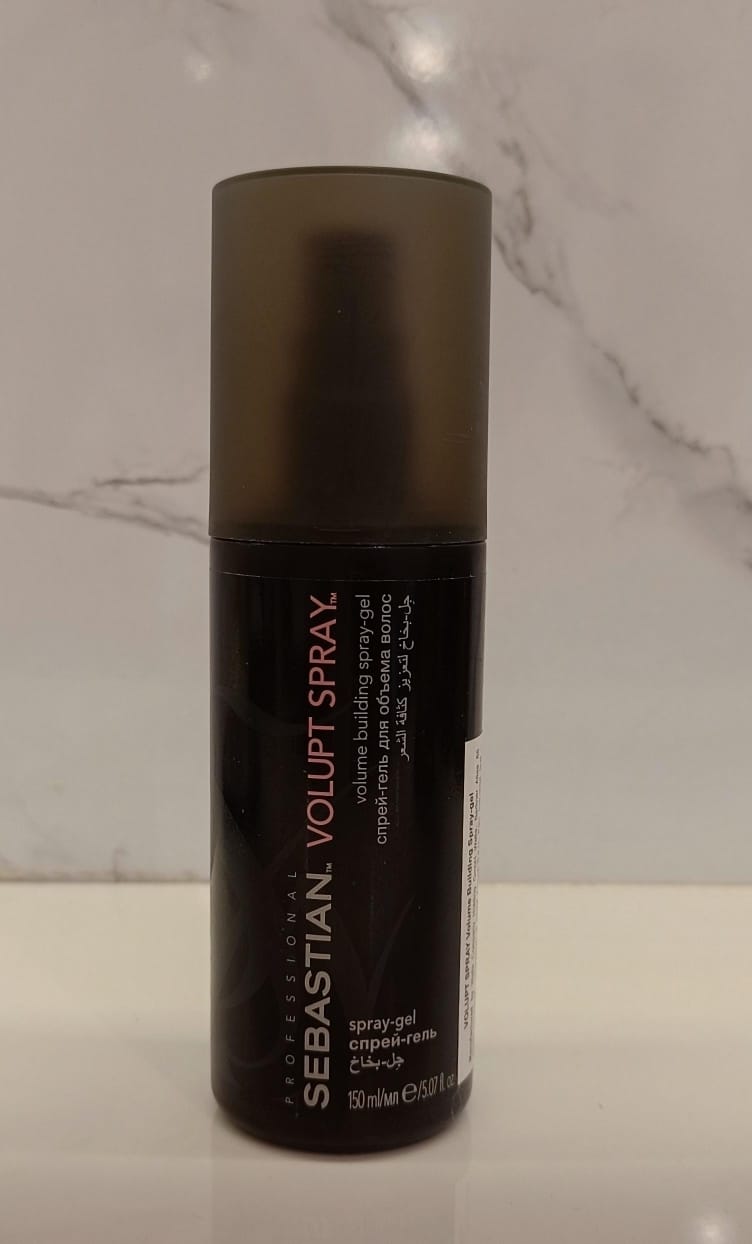 PROFESSIONAL
SEBASTIAN™ VOLUPT SPRAY™
volume building spray-gel
спрей-гель для объема волос
جل-بخاخ لتعزيز كثافة الشعر
spray-gel
спрей-гель
جل-بخاخ
150 ml/мл ℮/5.07 fl. oz
VOLUPT SPRAY Volume Building Spray-gel